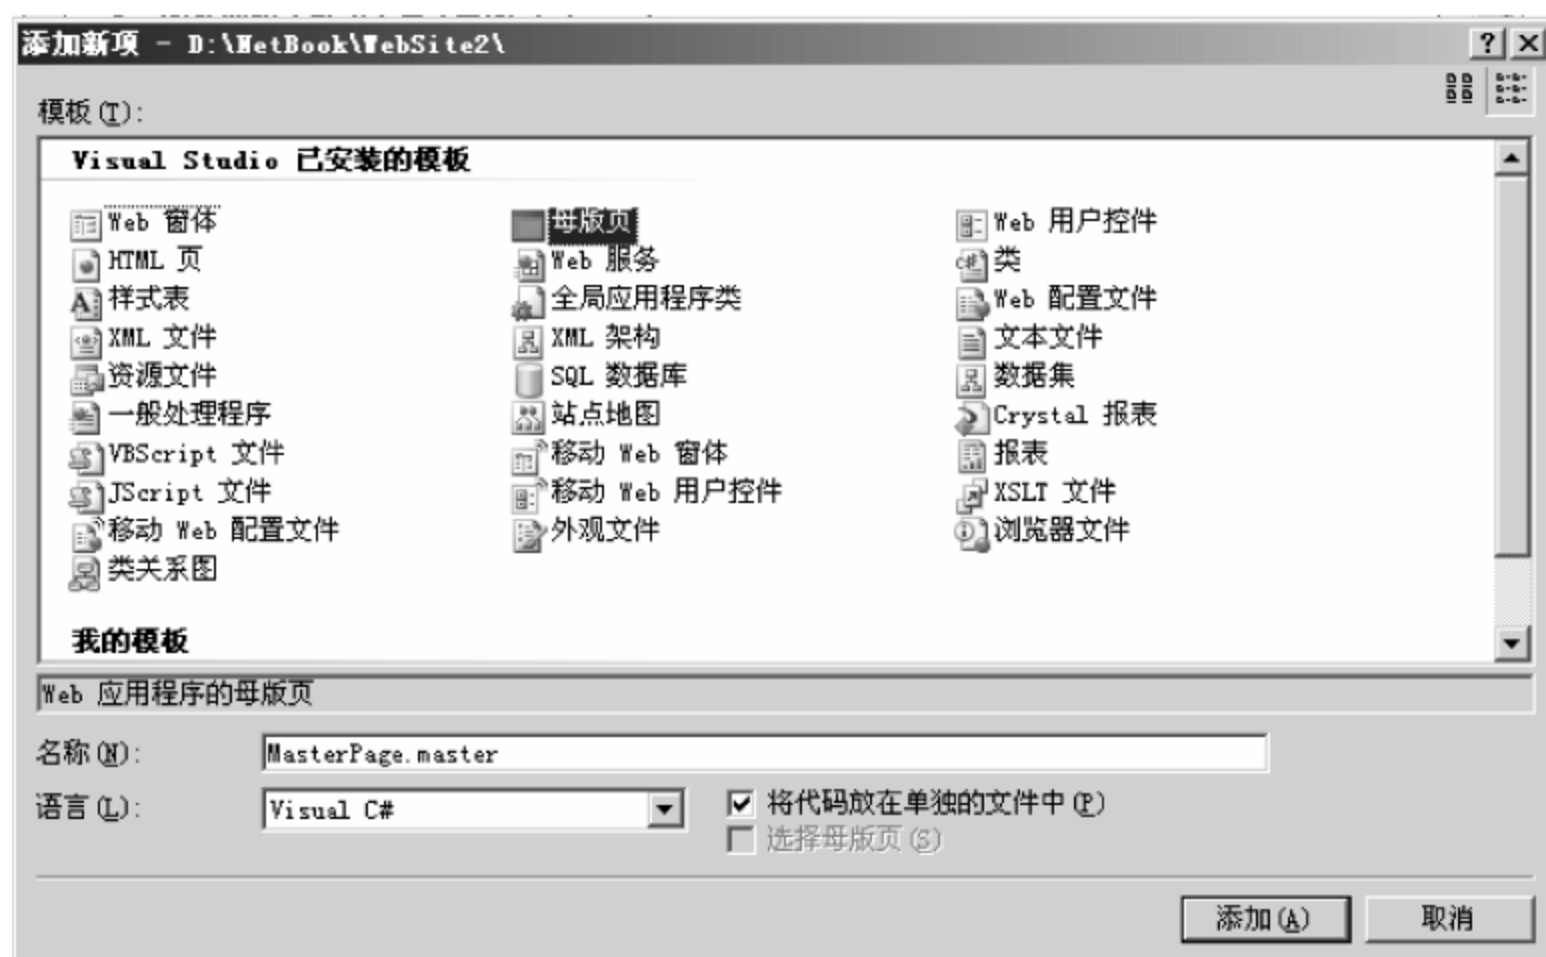 添加新项 - D:\NetBook\WebSite2\
模板(T):
Visual Studio 已安装的模板
Web 窗体 母版页 Web 用户控件
HTML 页 Web 服务 类
样式表 全局应用程序类 Web 配置文件
XML 文件 XML 架构 文本文件
资源文件 SQL 数据库 数据集
一般处理程序 站点地图 Crystal 报表
VBScript 文件 移动 Web 窗体 报表
JScript 文件 移动 Web 用户控件 XSLT 文件
移动 Web 配置文件 外观文件 浏览器文件
类关系图
我的模板
Web 应用程序的母版页
名称(N): MasterPage.master
语言(L): Visual C# 将代码放在单独的文件中(P)
选择母版页(S)
添加(A) 取消